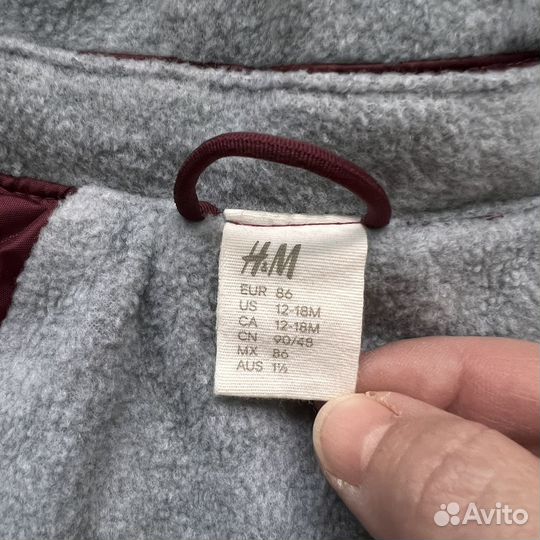 H&M
EUR 86
US 12-18M
CA 12-18M
CN 90/48
MX 86
AUS 1½
Avito